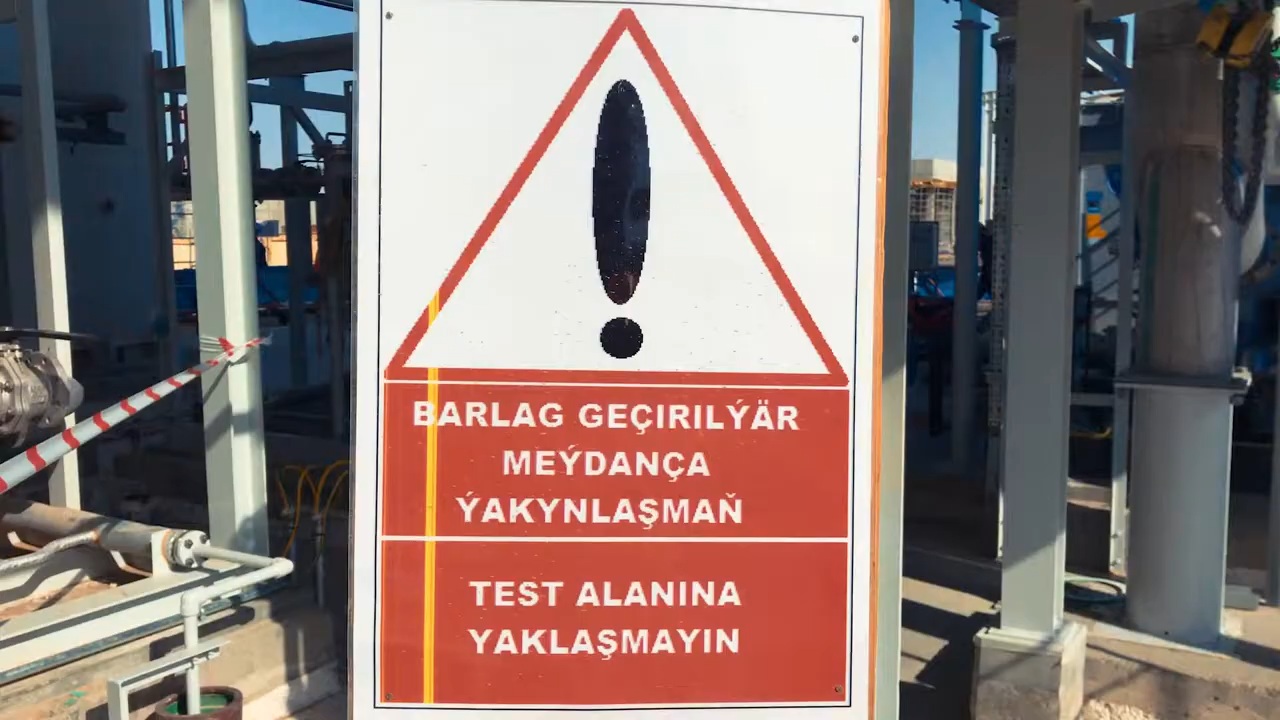 BARLAG GEÇIRILÝÄR
MEÝDANÇA
ÝAKYNLAŞMAŇ
TEST ALANINA
YAKLAŞMAYIN